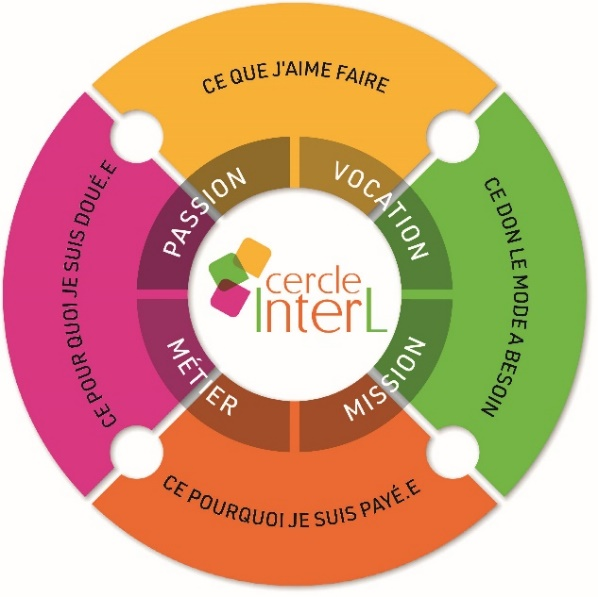 CE QUE J'AIME FAIRE
PASSION
VOCATION
CE POUR QUOI JE SUIS DOUÉ.E
CE DON LE MODE A BESOIN
cercle
InterL
MÉTIER
MISSION
CE POURQUOI JE SUIS PAYÉ.E